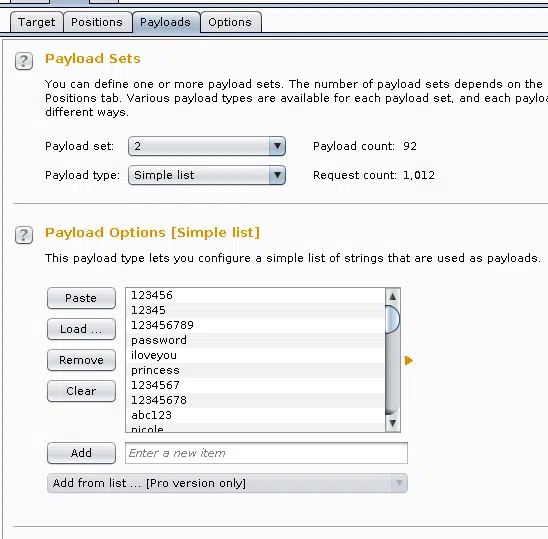 Target Positions Payloads Options
? Payload Sets
You can define one or more payload sets. The number of payload sets depends on the
Positions tab. Various payload types are available for each payload set, and each
different ways.
Payload set: 2 Payload count: 92
Payload type: Simple list Request count: 1,012
? Payload Options [Simple list]
This payload type lets you configure a simple list of strings that are used as payloads.
Paste
Load ...
Remove
Clear
123456
12345
123456789
password
iloveyou
princess
1234567
12345678
abc123
nicole
Add Enter a new item
Add from list ... [Pro version only]